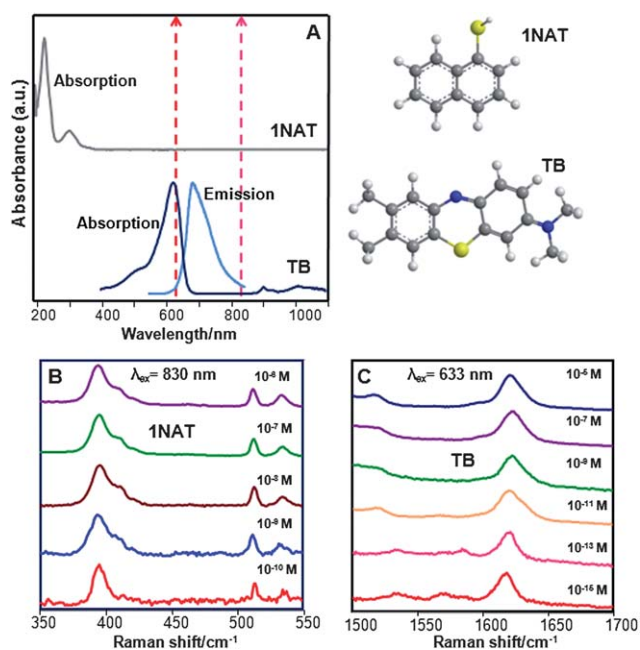 A
Absorption
1NAT
Absorption
Emission
TB
Absorbance (a.u.)
200 400 600 800 1000
Wavelength/nm
1NAT
TB
B
λex= 830 nm
10-6 M
1NAT
10-7 M
10-8 M
10-9 M
10-10 M
350 400 450 500 550
Raman shift/cm-1
C
λex= 633 nm
10-5 M
10-7 M
TB
10-9 M
10-11 M
10-13 M
10-15 M
1500 1550 1600 1650 1700
Raman shift/cm-1